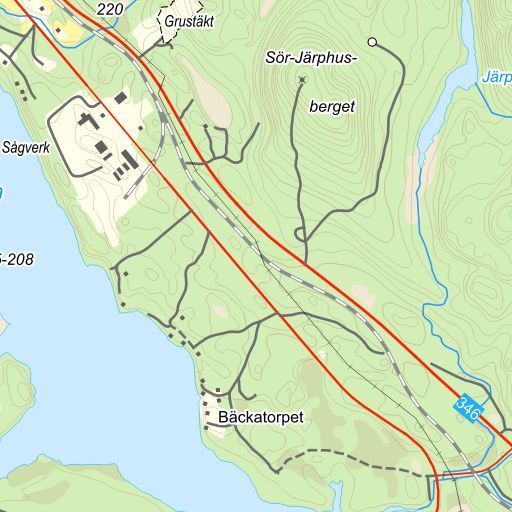 220
Grustäkt
Sör-Järphus-
berget
Järp
Sågverk
-208
346
Bäckatorpet